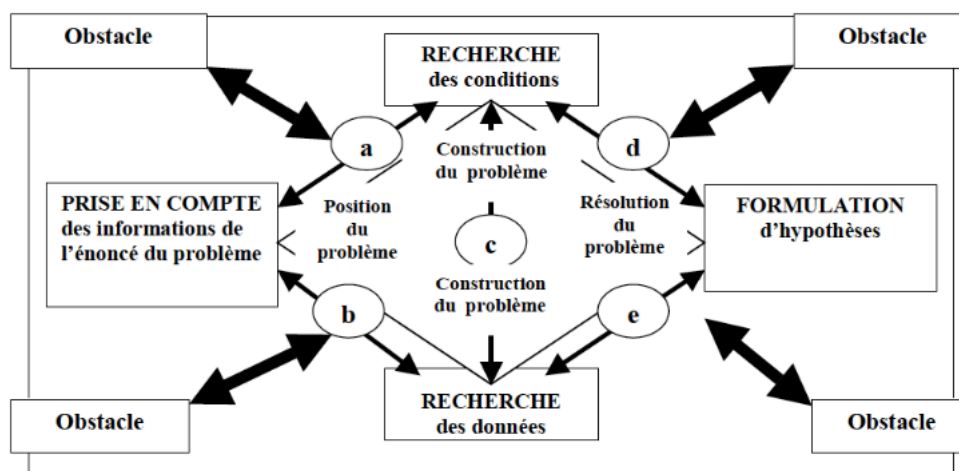 Obstacle
Obstacle
RECHERCHE
des conditions
a
d
Construction
du problème
PRISE EN COMPTE
des informations de
l'énoncé du problème
Position
du
problème
Résolution
du
problème
FORMULATION
d'hypothèses
c
Construction
du problème
b
e
Obstacle
RECHERCHE
des données
Obstacle